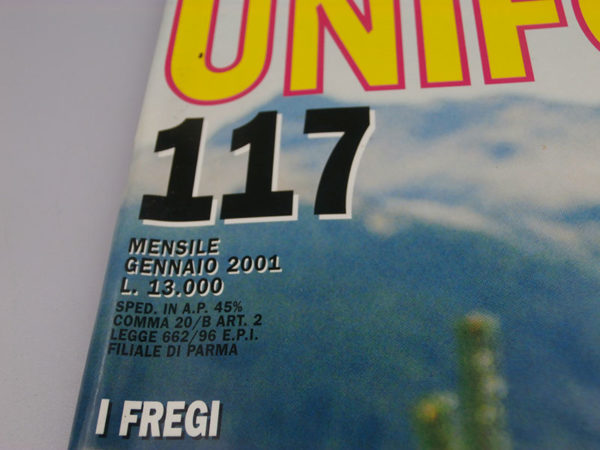 UNIF
117
MENSILE
GENNAIO 2001
L. 13.000
SPED. IN A.P. 45%
COMMA 20/B ART. 2
LEGGE 662/96 E.P.I.
FILIALE DI PARMA
I FREGI